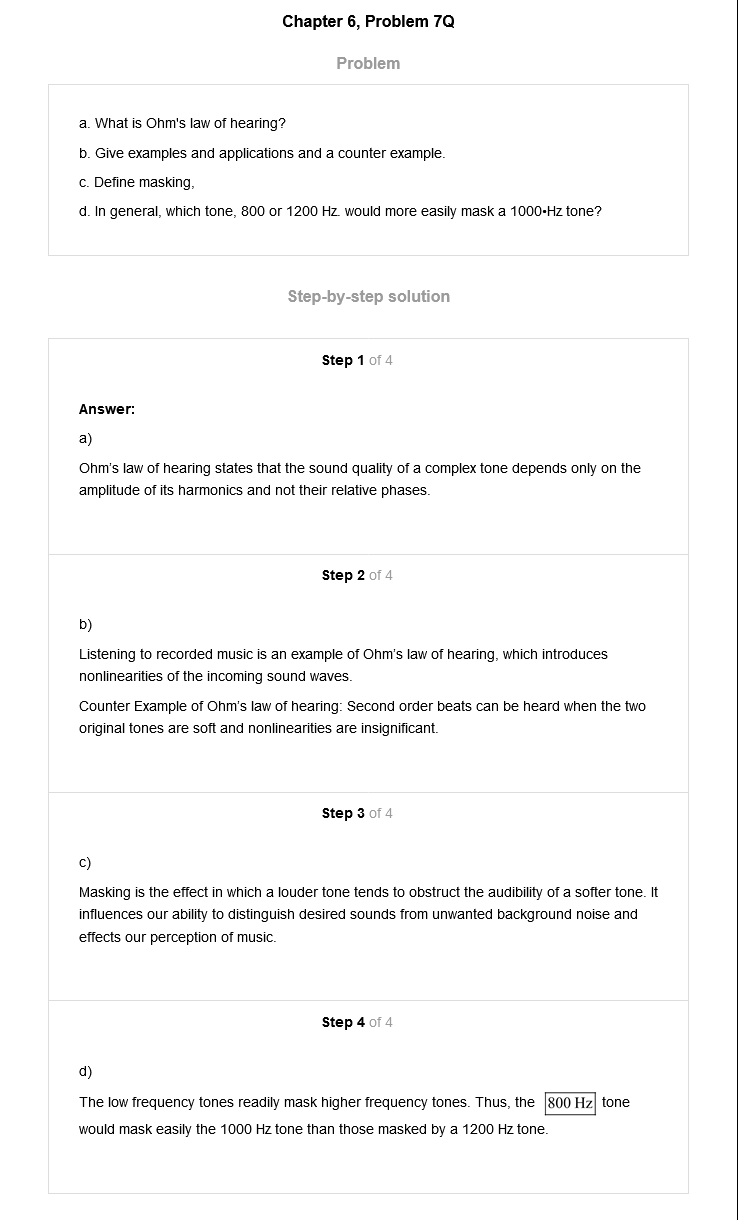 Chapter 6, Problem 7Q
Problem
a. What is Ohm's law of hearing?
b. Give examples and applications and a counter example.
c. Define masking,
d. In general, which tone, 800 or 1200 Hz. would more easily mask a 1000•Hz tone?
Step-by-step solution
Step 1 of 4
Answer:
a)
Ohm's law of hearing states that the sound quality of a complex tone depends only on the
amplitude of its harmonics and not their relative phases.
Step 2 of 4
b)
Listening to recorded music is an example of Ohm's law of hearing, which introduces
nonlinearities of the incoming sound waves.
Counter Example of Ohm's law of hearing: Second order beats can be heard when the two
original tones are soft and nonlinearities are insignificant.
Step 3 of 4
c)
Masking is the effect in which a louder tone tends to obstruct the audibility of a softer tone. It
influences our ability to distinguish desired sounds from unwanted background noise and
effects our perception of music.
Step 4 of 4
d)
The low frequency tones readily mask higher frequency tones. Thus, the 800 Hz tone
would mask easily the 1000 Hz tone than those masked by a 1200 Hz tone.